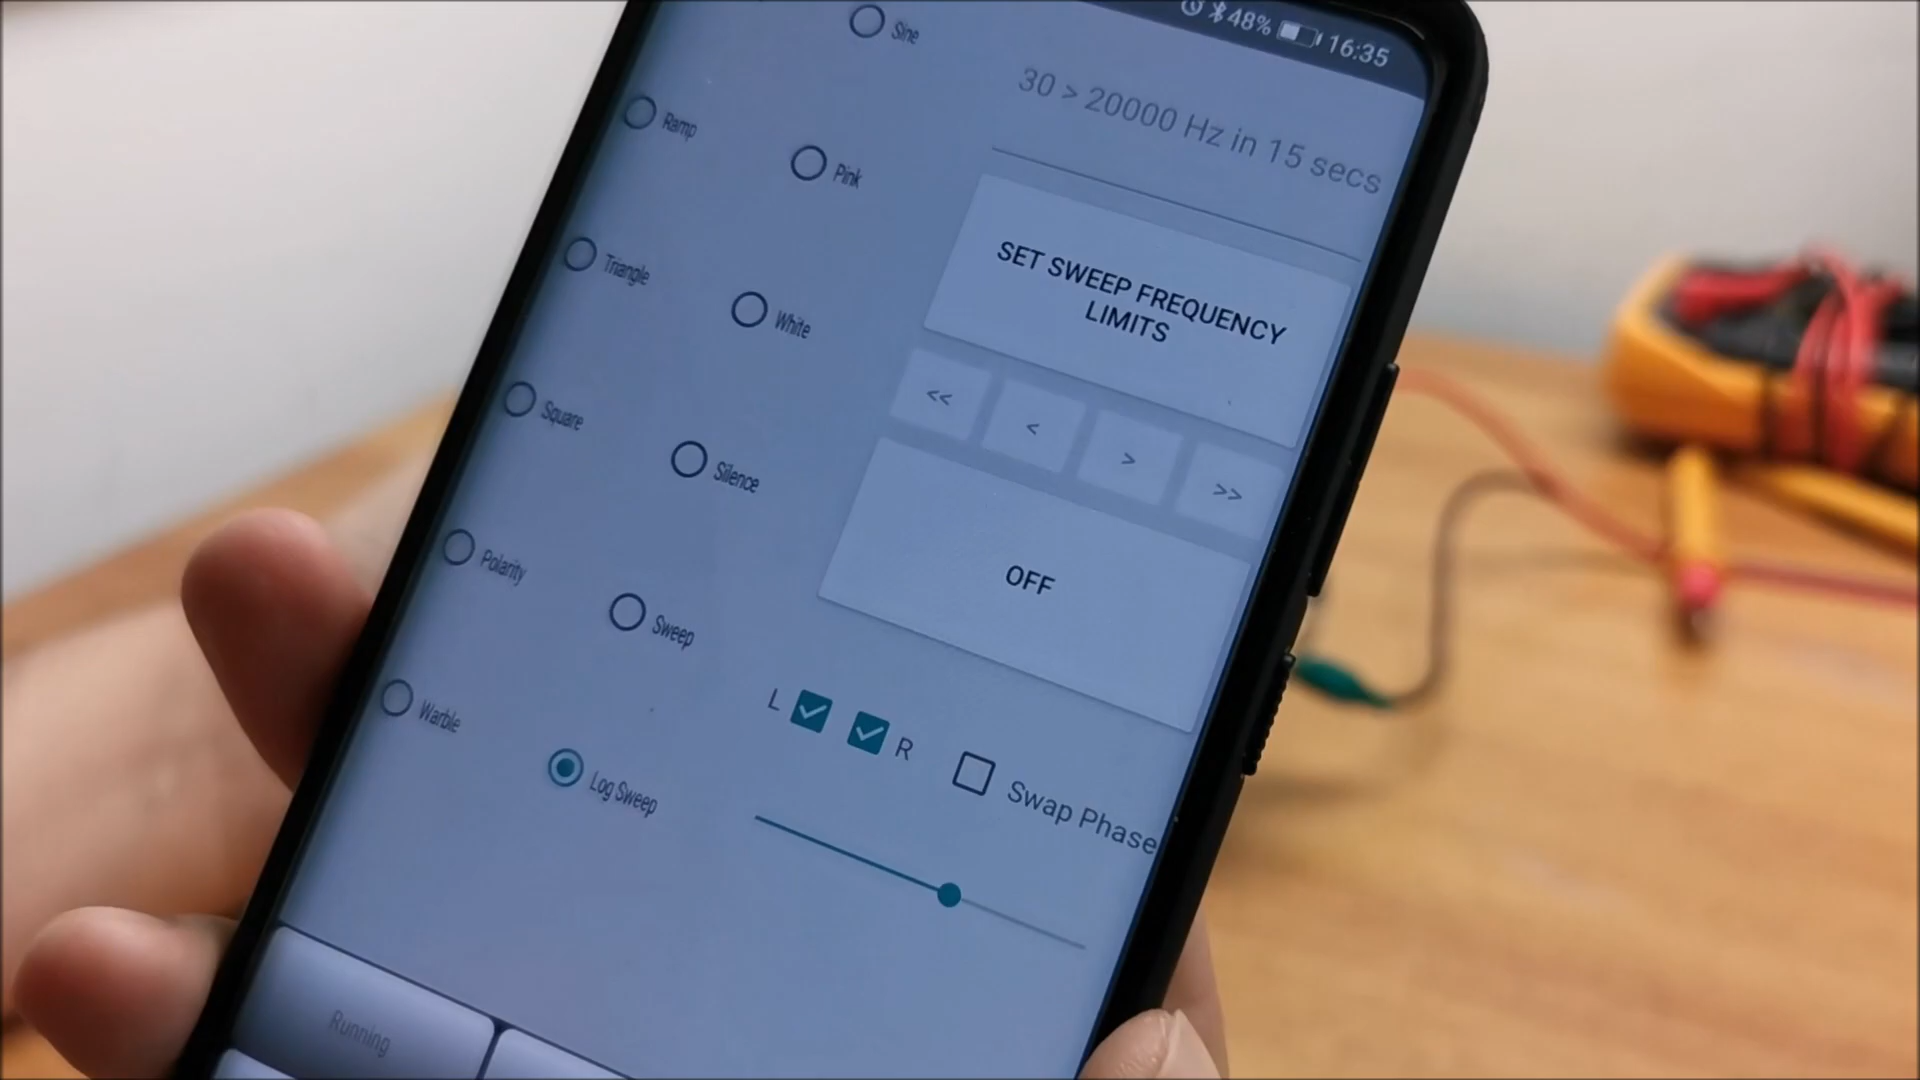 48% 16:35
30 > 20000 Hz in 15 secs
SET SWEEP FREQUENCY
LIMITS
<< < > >>
OFF
L R Swap Phase
Sine
Ramp
Pink
Triangle
White
Square
Silence
Polarity
Sweep
Warble
Log Sweep
Running